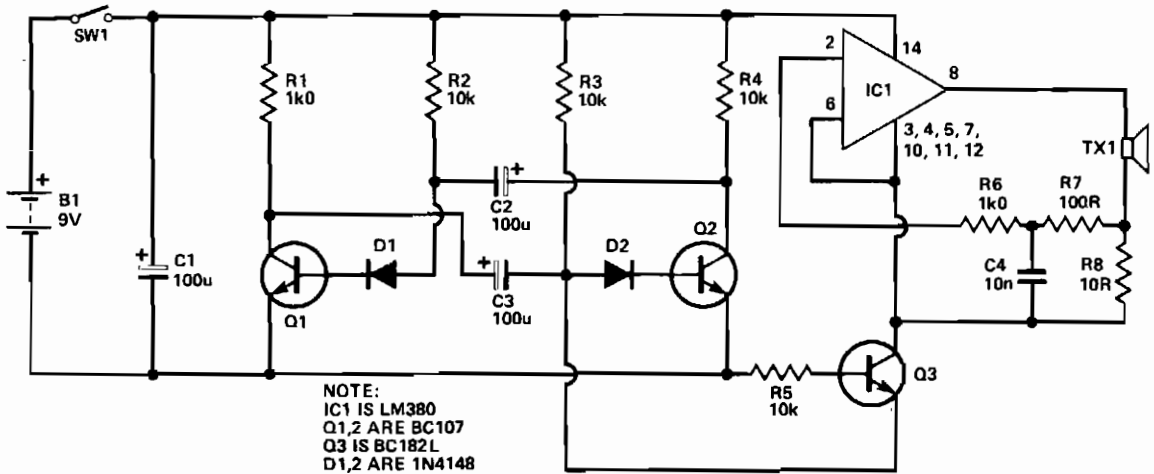 SW1
+
B1
9V
+
C1
100u
R1
1k0
R2
10k
R3
10k
R4
10k
C2
100u
+
D1
Q1
+
C3
100u
D2
Q2
2
6
14
8
IC1
3, 4, 5, 7,
10, 11, 12
TX1
R6
1k0
R7
100R
C4
10n
R8
10R
R5
10k
Q3
NOTE:
IC1 IS LM380
Q1,2 ARE BC107
Q3 IS BC182L
D1,2 ARE 1N4148